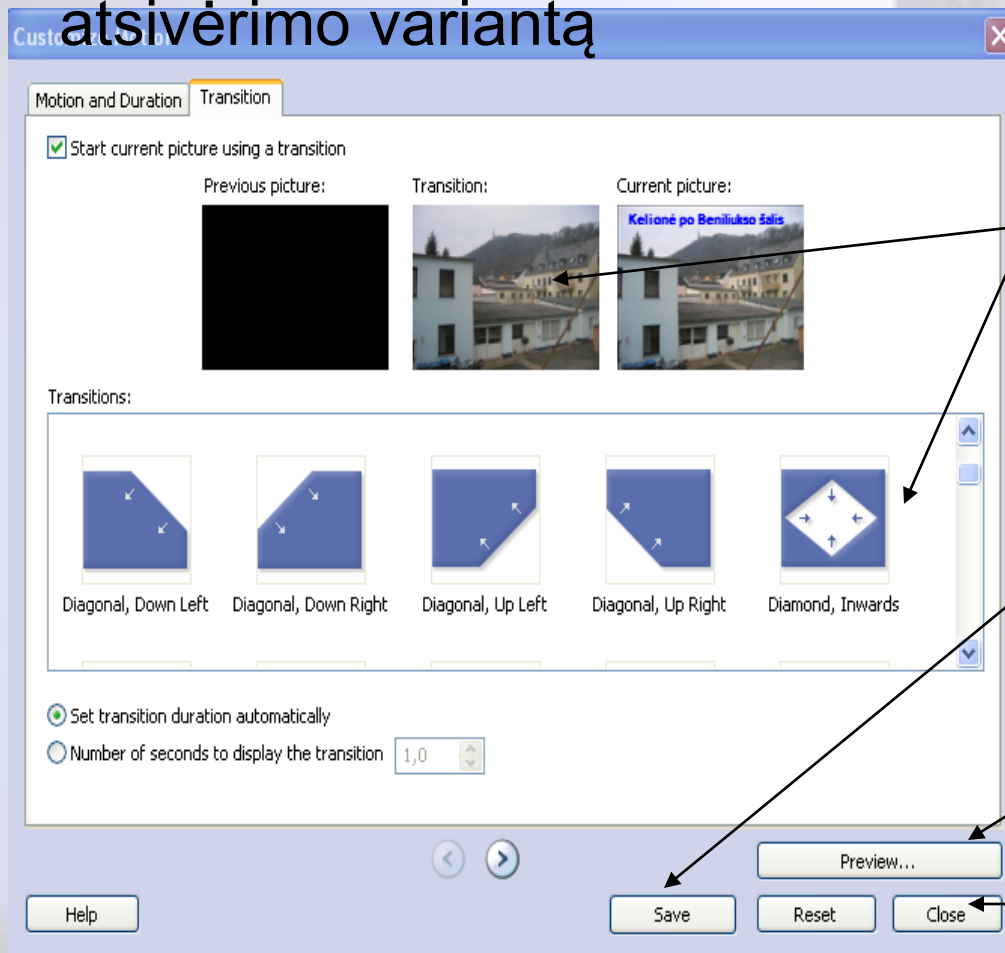 atsivėrimo variantą
Customize Motion
Motion and Duration Transition
Start current picture using a transition
Previous picture: Transition: Current picture:
Kelionė po Beniliukso šalis
Transitions:
Diagonal, Down Left Diagonal, Down Right Diagonal, Up Left Diagonal, Up Right Diamond, Inwards
Set transition duration automatically
Number of seconds to display the transition 1,0
Preview...
Help Save Reset Close